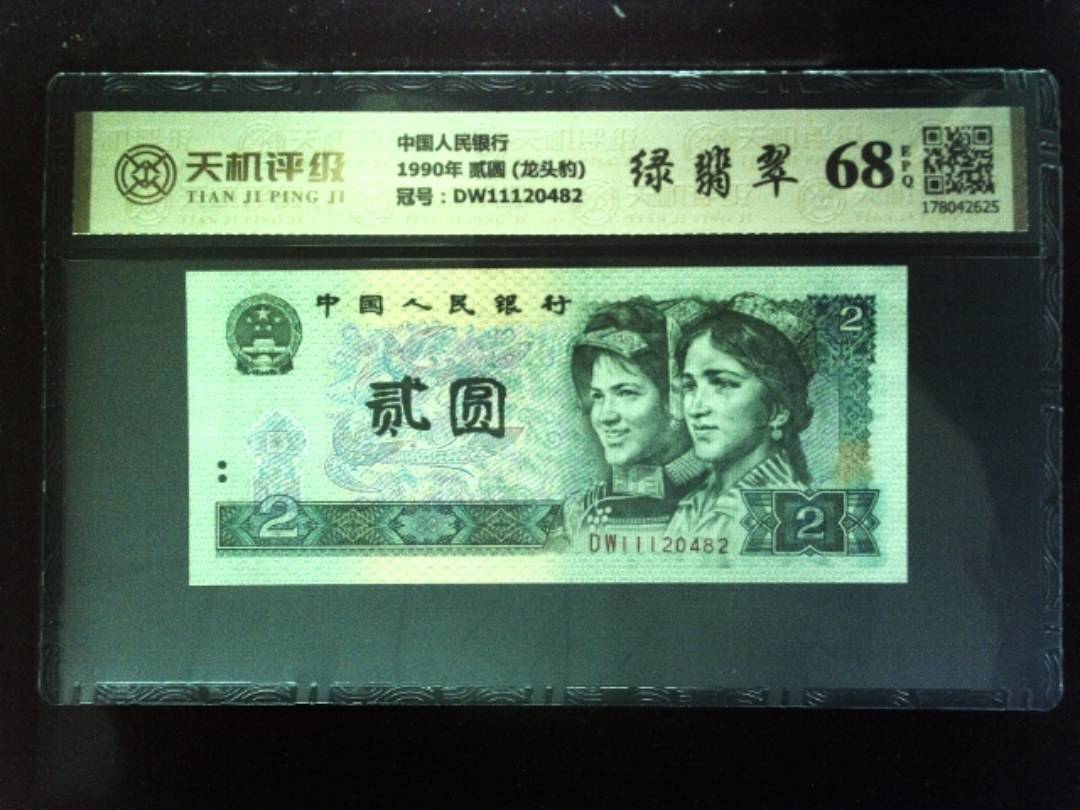 天机评级
TIAN JI PING JI
中国人民银行
1990年 贰圆 (龙头豹)
冠号：DW11120482
绿翡翠
68
EPQ
178042625
中国人民银行
2
贰圆
2
2
DW11120482